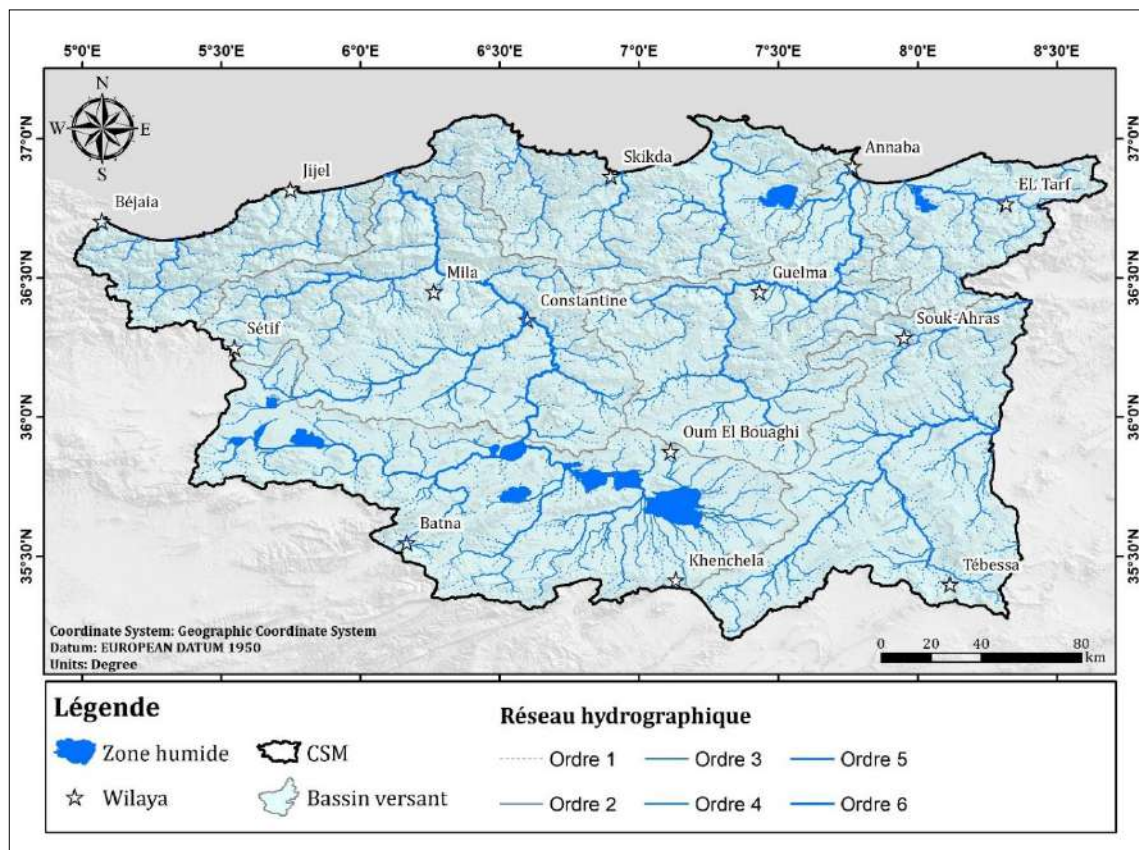 5°0'E 5°30'E 6°0'E 6°30'E 7°0'E 7°30'E 8°0'E 8°30'E
N
W E
S
37°0'N
36°30'N
36°0'N
35°30'N
37°0'N
36°30'N
36°0'N
35°30'N
Annaba
Skikda
Jijel
EL' Tarf
Béjaia
Mila
Guelma
Constantine
Souk-Ahras
Sétif
Oum El Bouaghi
Batna
Khenchela
Tébessa
Coordinate System: Geographic Coordinate System
Datum: EUROPEAN DATUM 1950
Units: Degree
0 20 40 60 80
km
Légende
Zone humide
CSM
Wilaya
Bassin versant
Réseau hydrographique
Ordre 1
Ordre 3
Ordre 5
Ordre 2
Ordre 4
Ordre 6